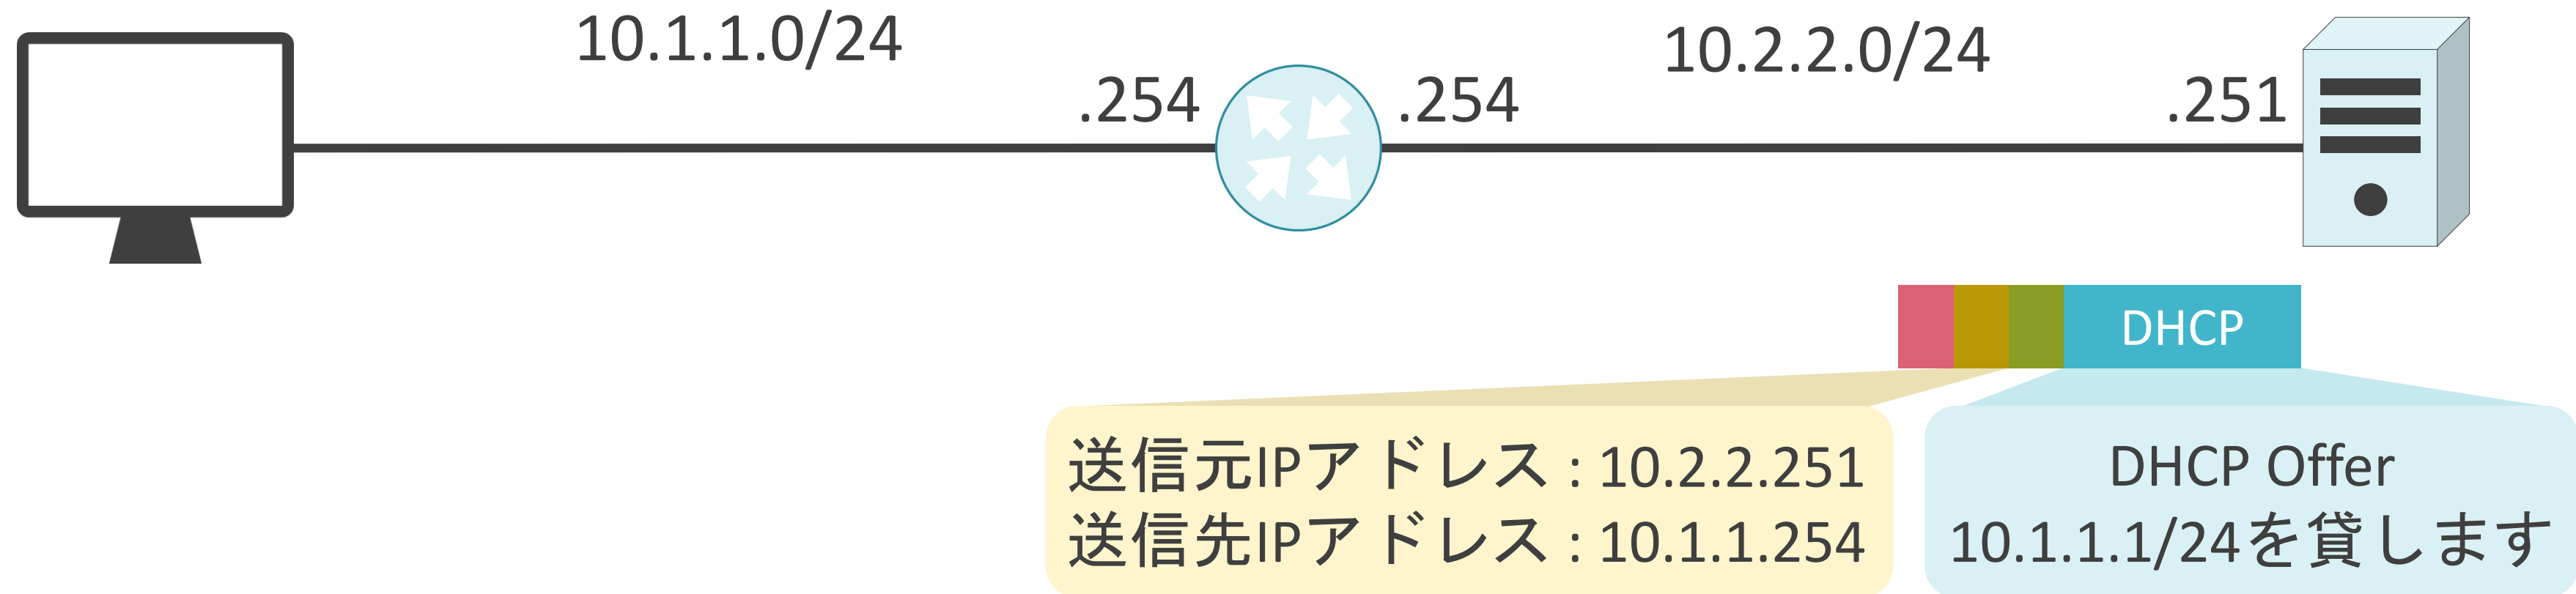 10.1.1.0/24
10.2.2.0/24
.254
.254
.251
DHCP
送信元IPアドレス : 10.2.2.251
送信先IPアドレス : 10.1.1.254
DHCP Offer
10.1.1.1/24を貸します